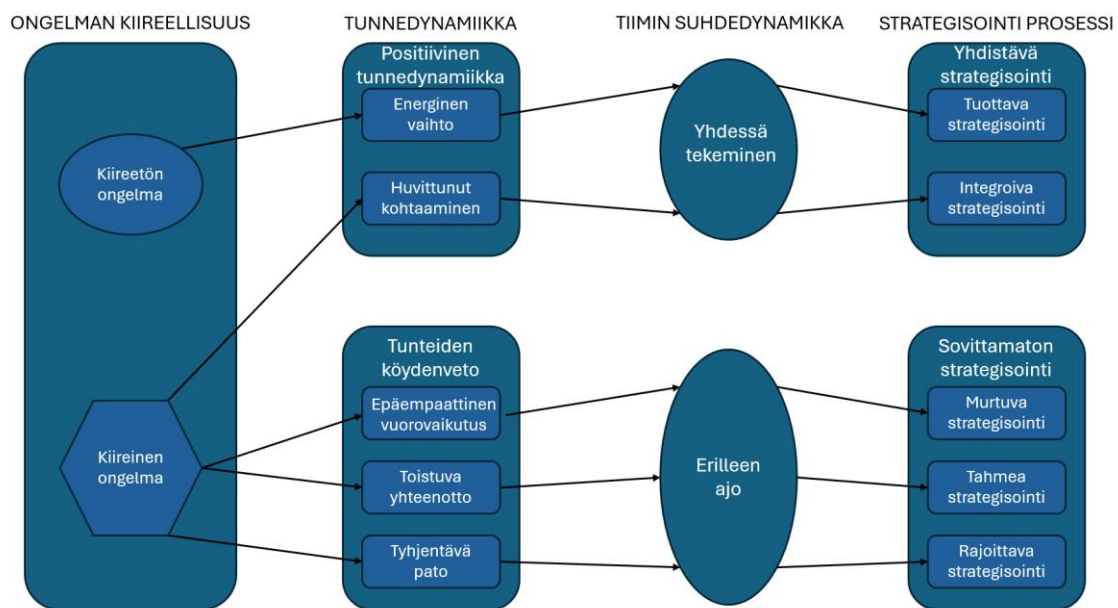 ONGELMAN KIIREELLISUUS
TUNNEDYNAMIIKKA
TIIMIN SUHDEDYNAMIKKA
STRATEGISOINTI PROSESSI
Kiireetön
ongelma
Kiireinen
ongelma
Positiivinen
tunnedynamiikka
Energinen
vaihto
Huvittunut
kohtaaminen
Tunteiden
köydenveto
Epäempaattinen
vuorovaikutus
Toistuva
yhteenotto
Tyhjentävä
pato
Yhdessä
tekeminen
Erilleen
ajo
Yhdistävä
strategisointi
Tuottava
strategisointi
Integroiva
strategisointi
Sovittamaton
strategisointi
Murtuva
strategisointi
Tahmea
strategisointi
Rajoittava
strategisointi